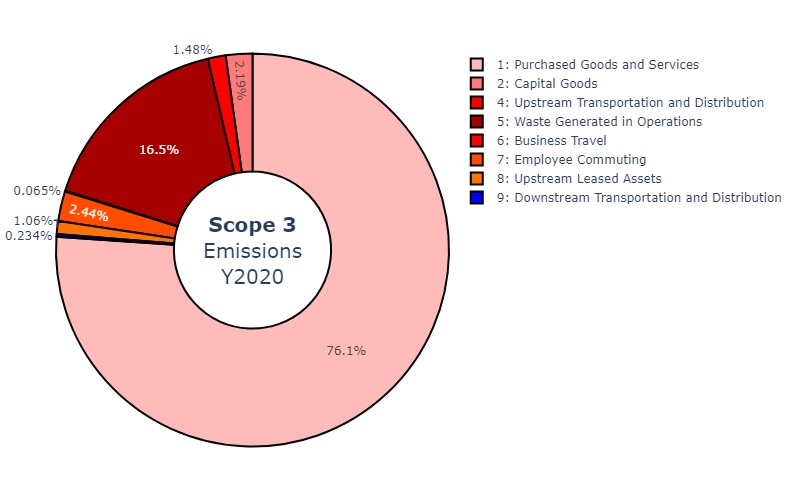 1.48%
2.19%
16.5%
0.065%
2.44%
1.06%
0.234%
76.1%
Scope 3
Emissions
Y2020
1: Purchased Goods and Services
2: Capital Goods
4: Upstream Transportation and Distribution
5: Waste Generated in Operations
6: Business Travel
7: Employee Commuting
8: Upstream Leased Assets
9: Downstream Transportation and Distribution